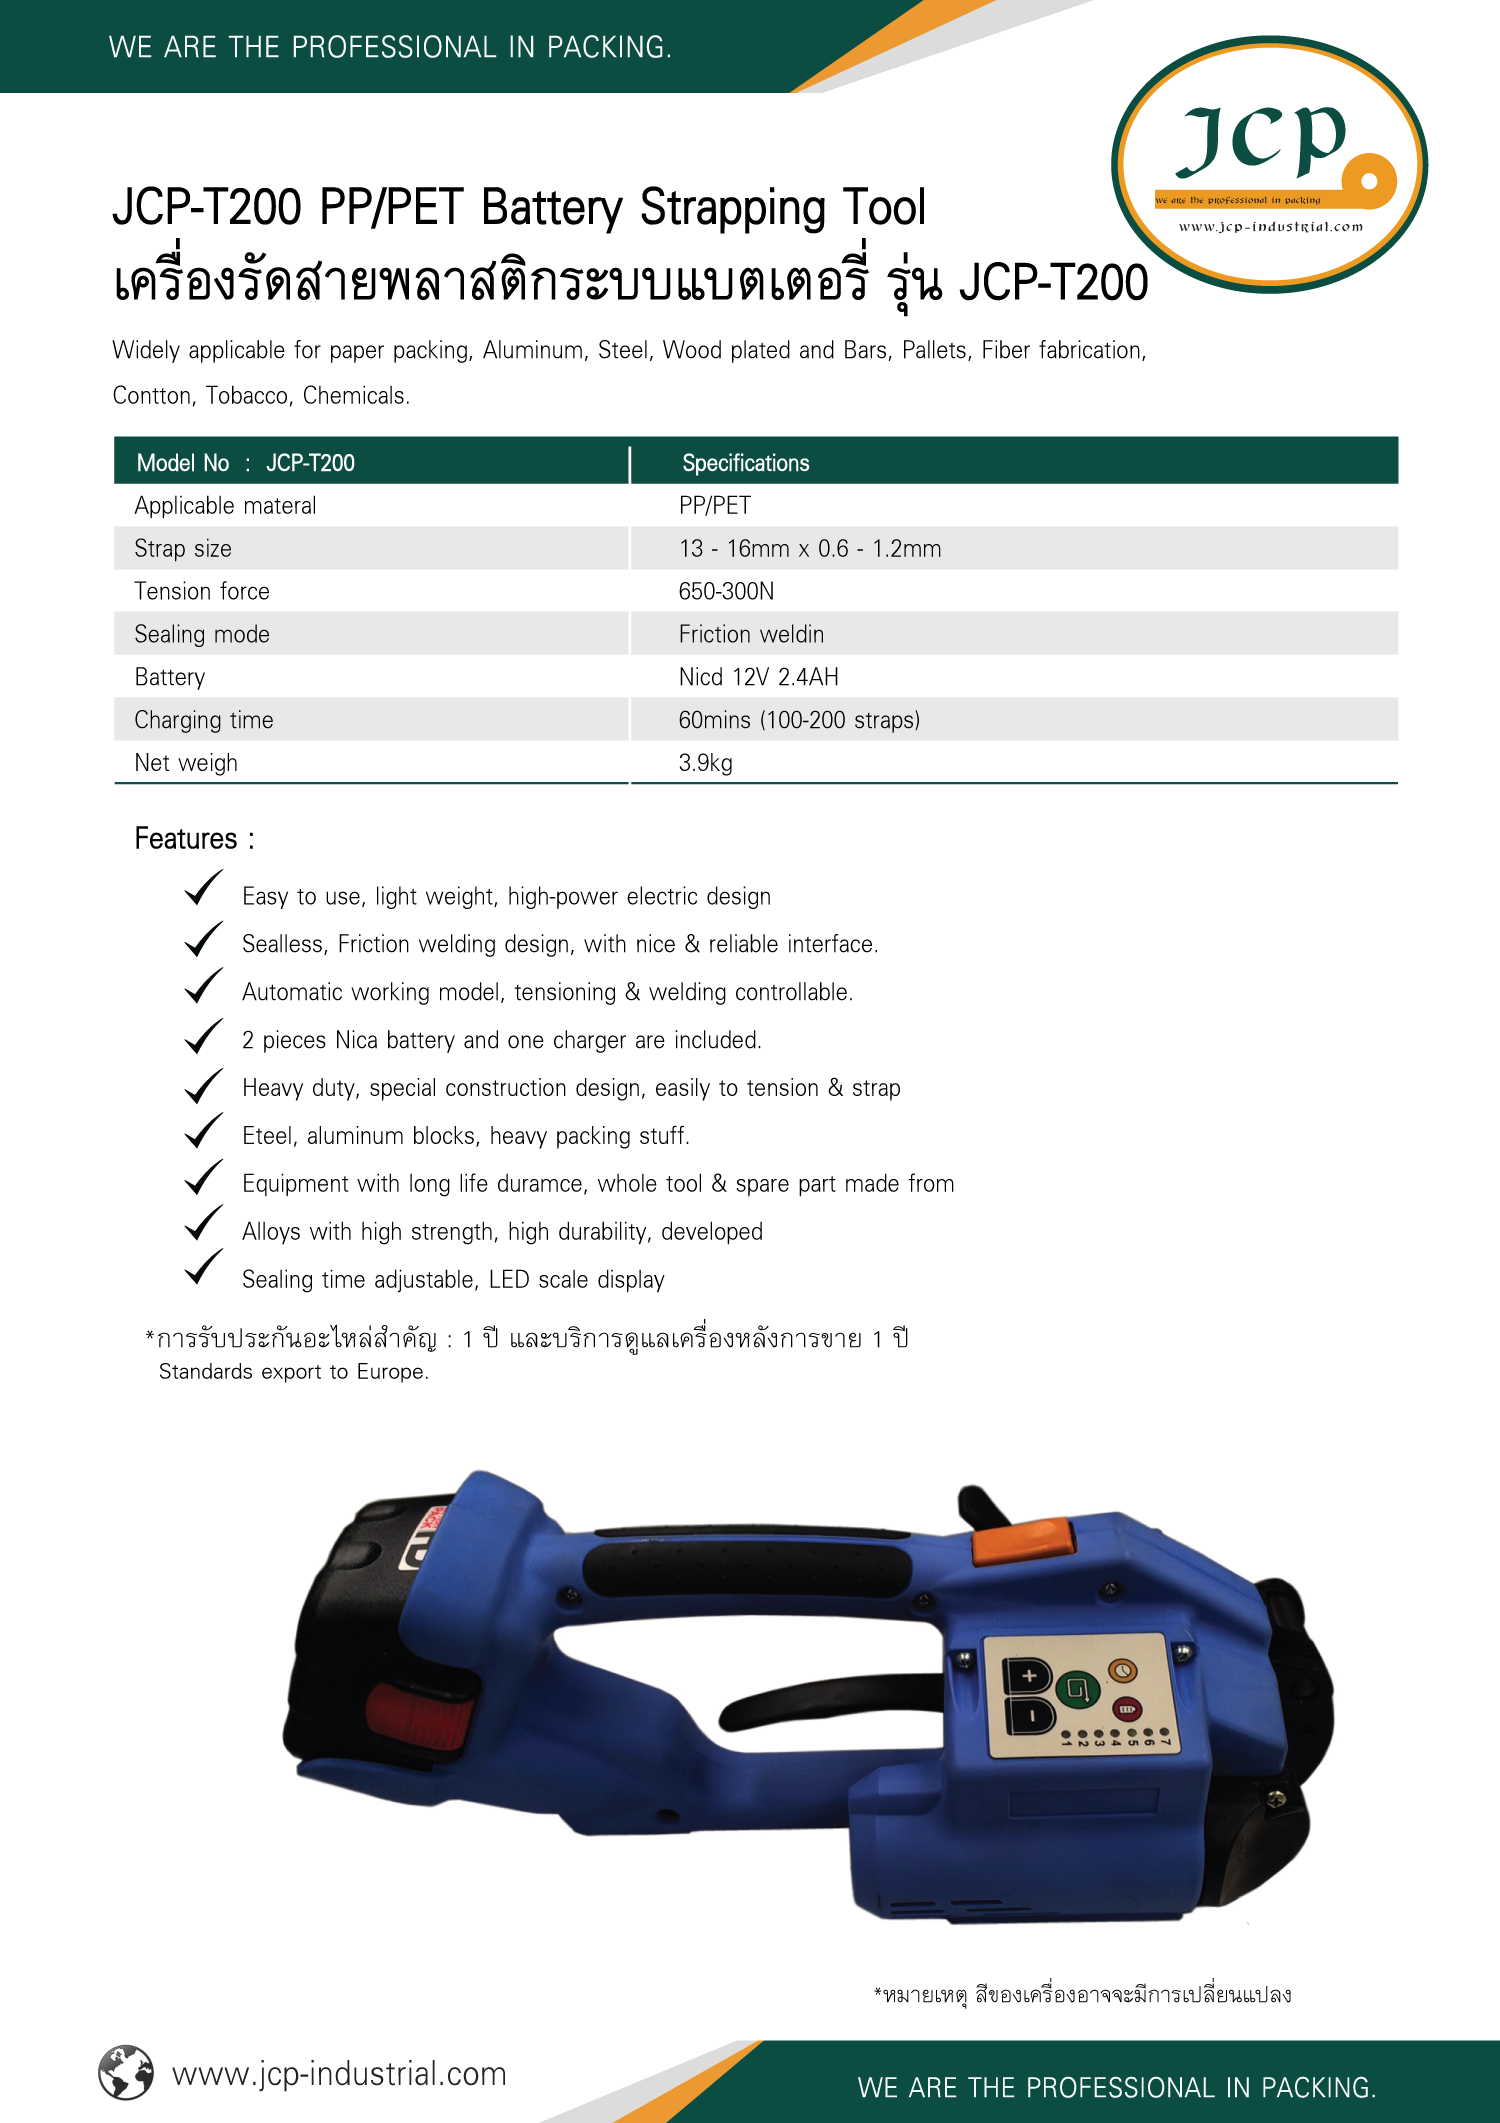 WE ARE THE PROFESSIONAL IN PACKING.
JCP
we are the professional in packing
www.jcp-industrial.com
JCP-T200 PP/PET Battery Strapping Tool
เครื่องรัดสายพลาสติกระบบแบตเตอรี่ รุ่น JCP-T200
Widely applicable for paper packing, Aluminum, Steel, Wood plated and Bars, Pallets, Fiber fabrication,
Contton, Tobacco, Chemicals.
Model No : JCP-T200 Specifications
Applicable materal PP/PET
Strap size 13 - 16mm x 0.6 - 1.2mm
Tension force 650-300N
Sealing mode Friction weldin
Battery Nicd 12V 2.4AH
Charging time 60mins (100-200 straps)
Net weigh 3.9kg
Features :
Easy to use, light weight, high-power electric design
Sealless, Friction welding design, with nice & reliable interface.
Automatic working model, tensioning & welding controllable.
2 pieces Nica battery and one charger are included.
Heavy duty, special construction design, easily to tension & strap
Eteel, aluminum blocks, heavy packing stuff.
Equipment with long life duramce, whole tool & spare part made from
Alloys with high strength, high durability, developed
Sealing time adjustable, LED scale display
*การรับประกันอะไหล่สำคัญ : 1 ปี และบริการดูแลเครื่องหลังการขาย 1 ปี
Standards export to Europe.
PACK
+
-
1 2 3 4 5 6 7
*หมายเหตุ สีของเครื่องอาจจะมีการเปลี่ยนแปลง
www.jcp-industrial.com
WE ARE THE PROFESSIONAL IN PACKING.